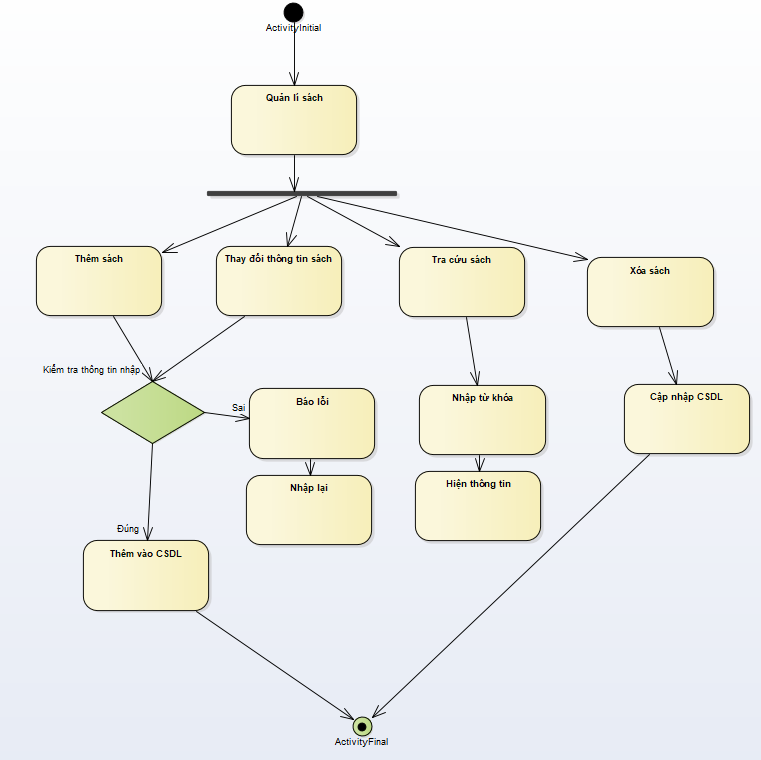 ActivityInitial
Quản lí sách
Thêm sách
Thay đổi thông tin sách
Tra cứu sách
Xóa sách
Kiểm tra thông tin nhập
Sai
Báo lỗi
Nhập từ khóa
Cập nhập CSDL
Nhập lại
Hiện thông tin
Đúng
Thêm vào CSDL
ActivityFinal